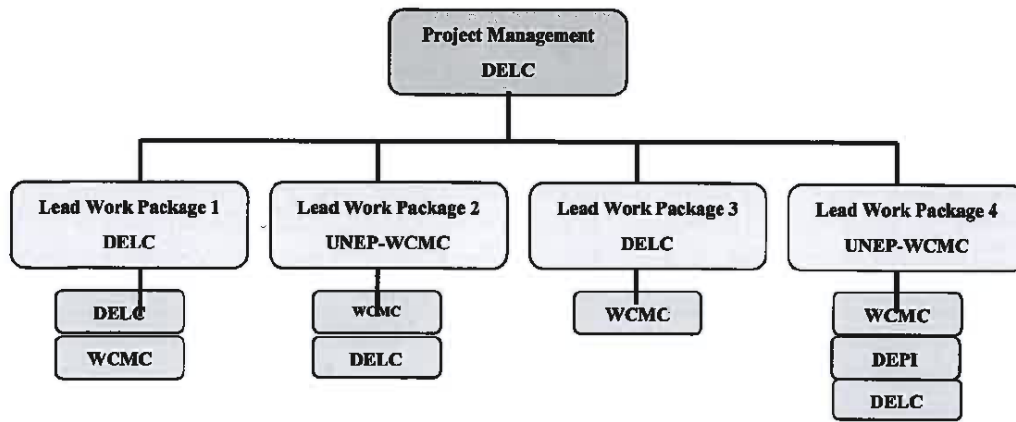 Project Management
DELC
Lead Work Package 1
DELC
Lead Work Package 2
UNEP-WCMC
Lead Work Package 3
DELC
Lead Work Package 4
UNEP-WCMC
DELC
WCMC
WCMC
DELC
WCMC
WCMC
DEPI
DELC